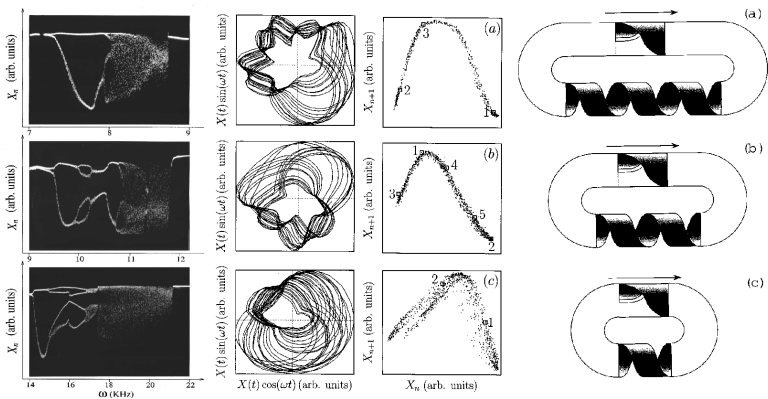 X_n (arb. units)
7 8 9
X(t) sin(ωt) (arb. units)
X_{n+1} (arb. units)
(a)
3
2
1
(a)
X_n (arb. units)
9 10 11 12
X(t) sin(ωt) (arb. units)
X_{n+1} (arb. units)
(b)
1
4
3
5
2
(b)
X_n (arb. units)
14 16 18 20 22
ω (KHz)
X(t) sin(ωt) (arb. units)
X(t) cos(ωt) (arb. units)
X_{n+1} (arb. units)
(c)
2
1
X_n (arb. units)
(c)